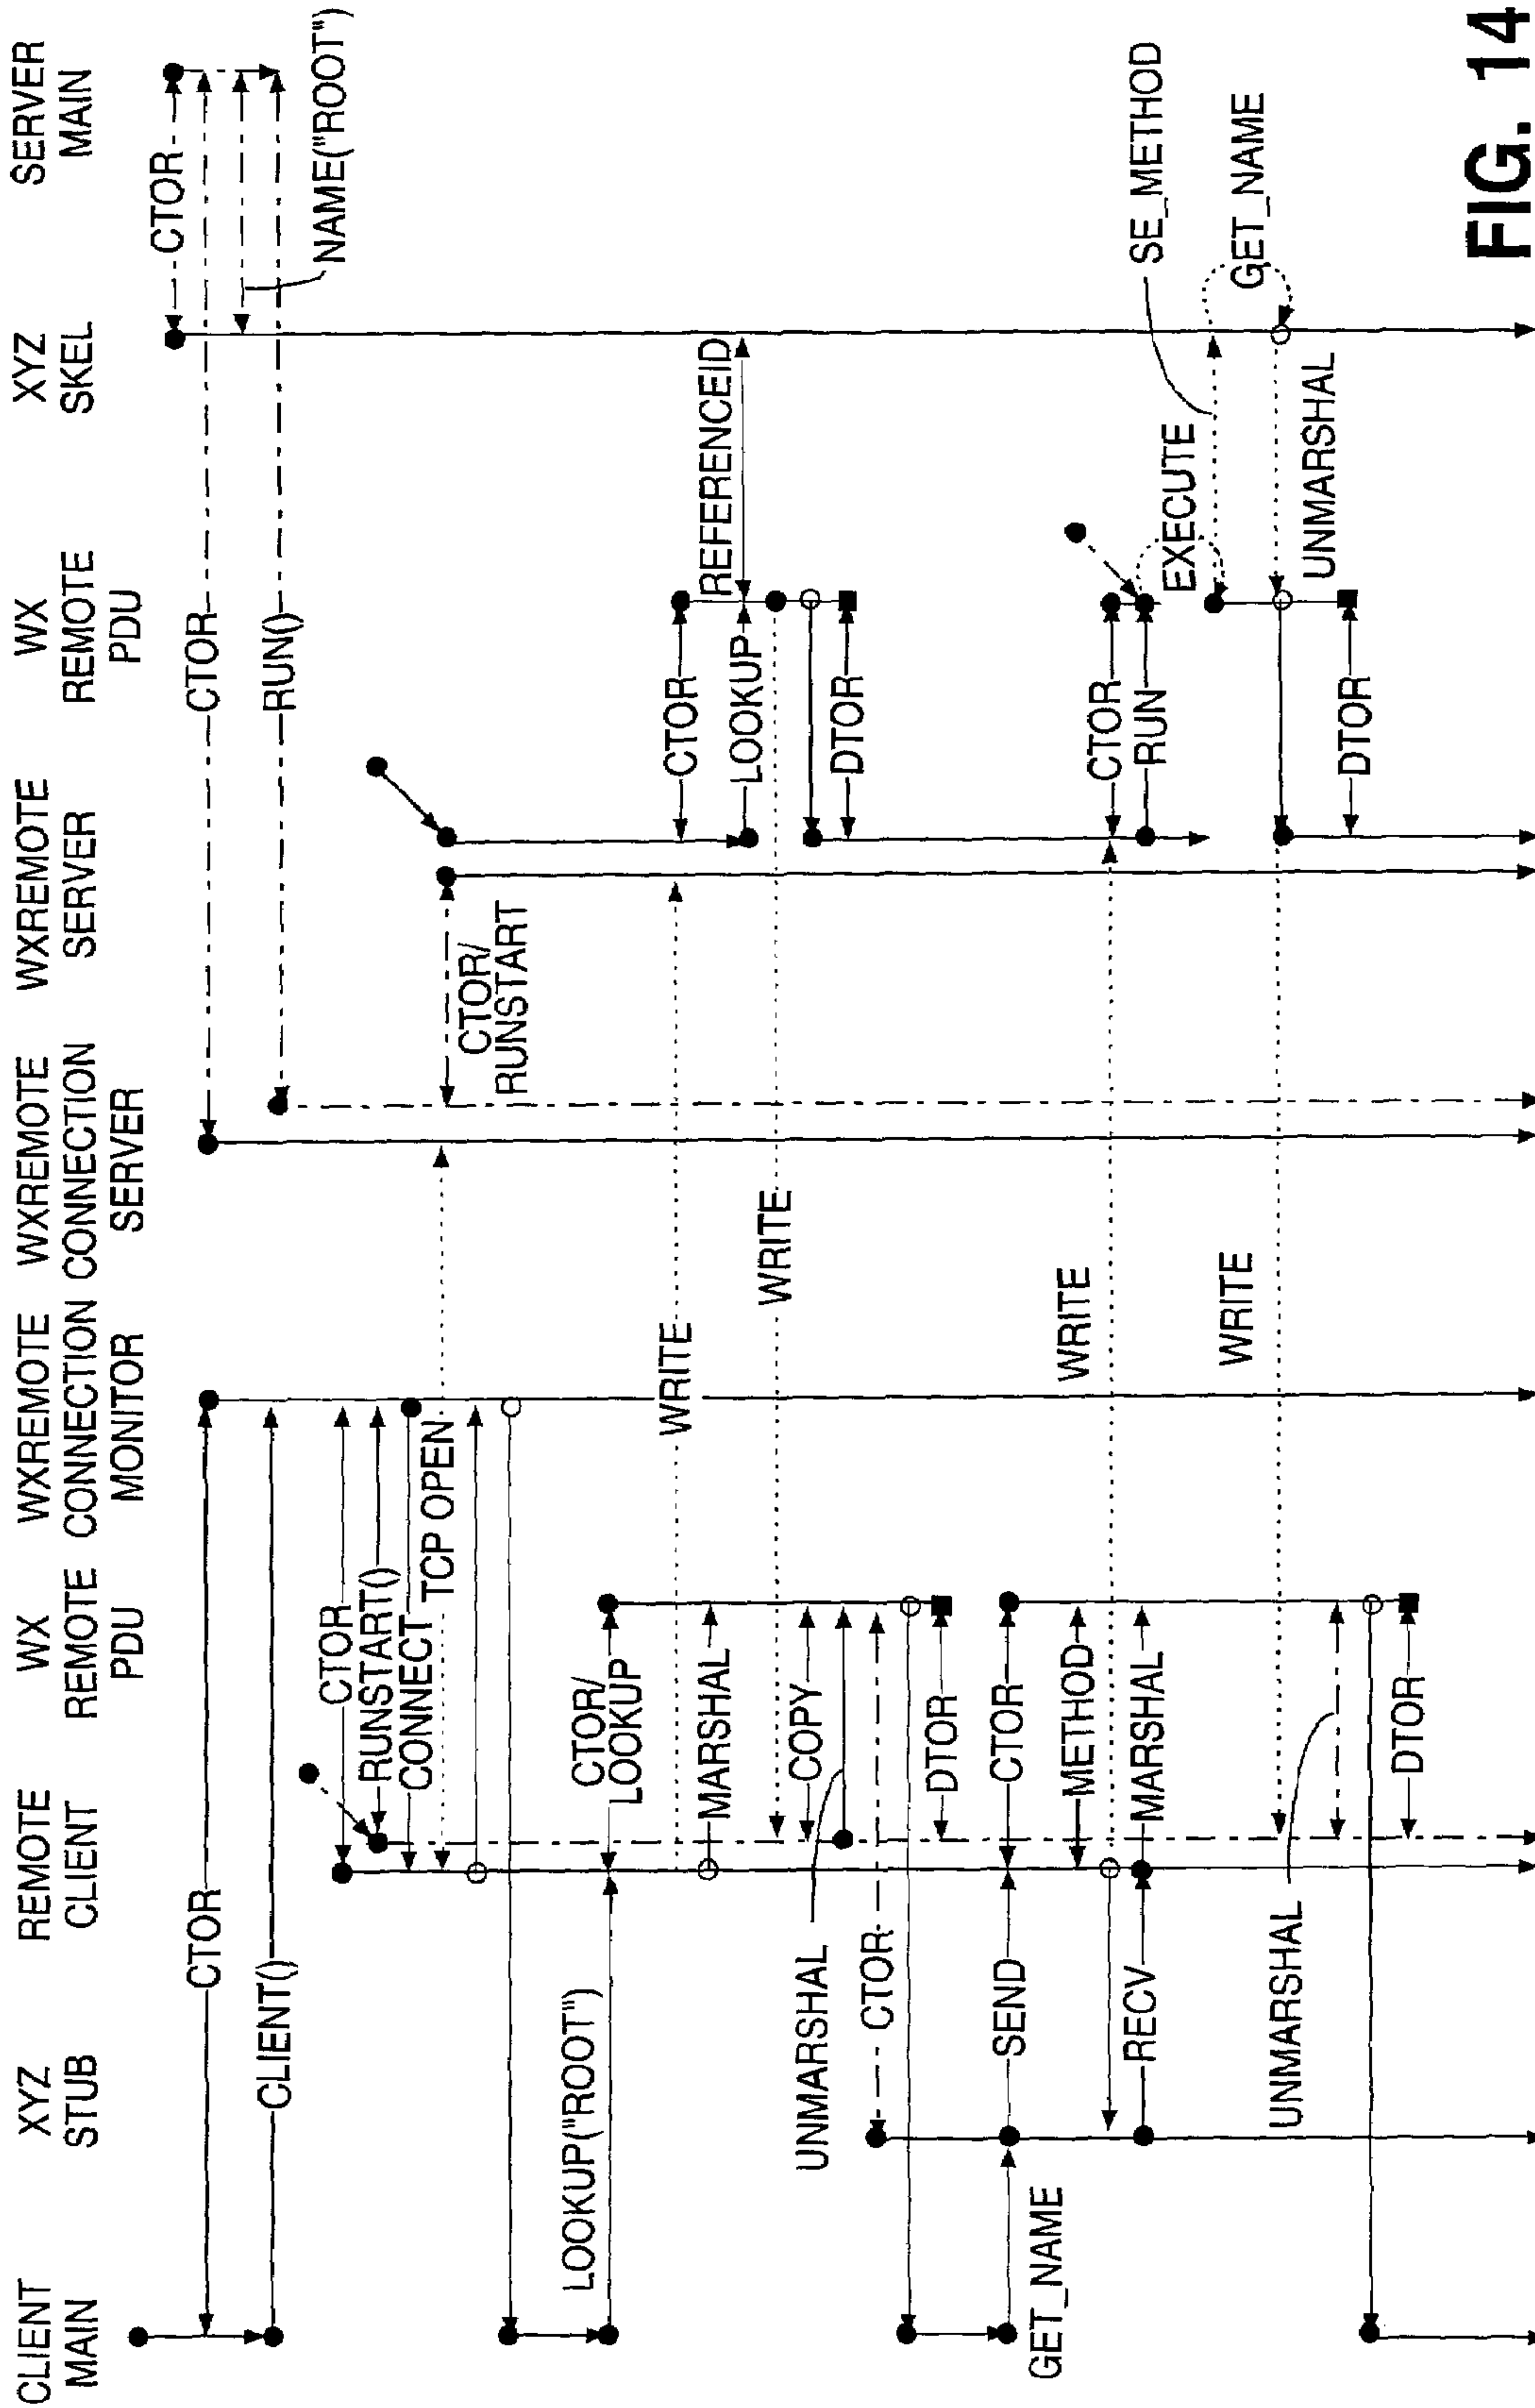 CLIENT
MAIN
XYZ
STUB
REMOTE
CLIENT
WX
REMOTE
PDU
WXREMOTE
CONNECTION
MONITOR
WXREMOTE
CONNECTION
SERVER
WXREMOTE
SERVER
WX
REMOTE
PDU
XYZ
SKEL
SERVER
MAIN
CTOR
CTOR
CTOR
NAME("ROOT")
CLIENT()
RUN()
CTOR
RUNSTART()
CONNECT
TCP OPEN
CTOR/
RUNSTART
LOOKUP("ROOT")
CTOR/
LOOKUP
WRITE
CTOR
MARSHAL
REFERENCEID
LOOKUP
WRITE
COPY
UNMARSHAL
DTOR
CTOR
DTOR
GET_NAME
SEND
CTOR
METHOD
WRITE
CTOR
RECV
MARSHAL
RUN
EXECUTE
SE_METHOD
GET_NAME
WRITE
UNMARSHAL
UNMARSHAL
DTOR
DTOR
FIG. 14